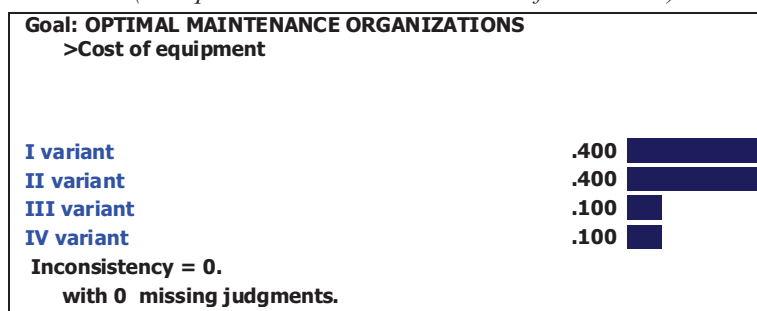 Goal: OPTIMAL MAINTENANCE ORGANIZATIONS
>Cost of equipment
I variant .400
II variant .400
III variant .100
IV variant .100
Inconsistency = 0.
with 0 missing judgments.